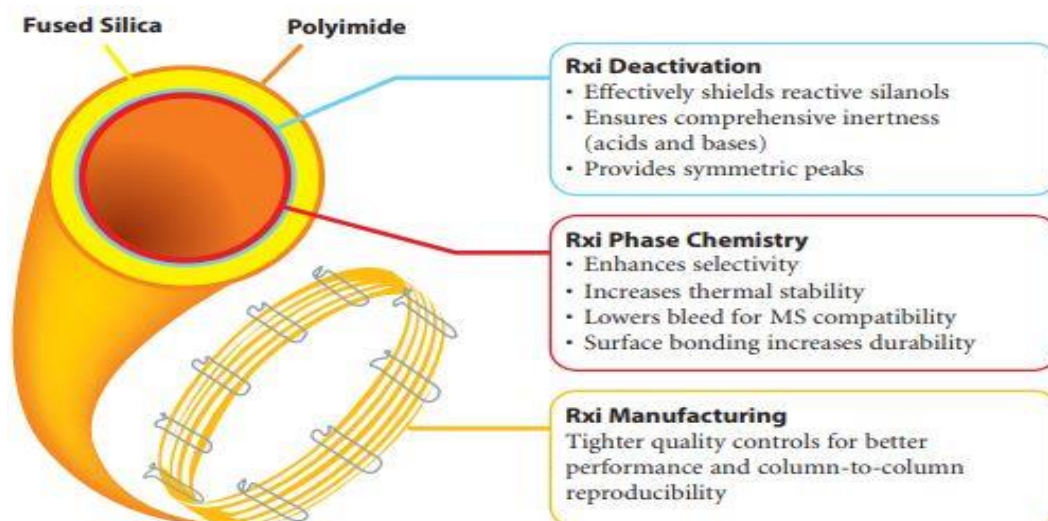 Fused Silica
Polyimide
Rxi Deactivation
• Effectively shields reactive silanols
• Ensures comprehensive inertness
(acids and bases)
• Provides symmetric peaks
Rxi Phase Chemistry
• Enhances selectivity
• Increases thermal stability
• Lowers bleed for MS compatibility
• Surface bonding increases durability
Rxi Manufacturing
Tighter quality controls for better
performance and column-to-column
reproducibility